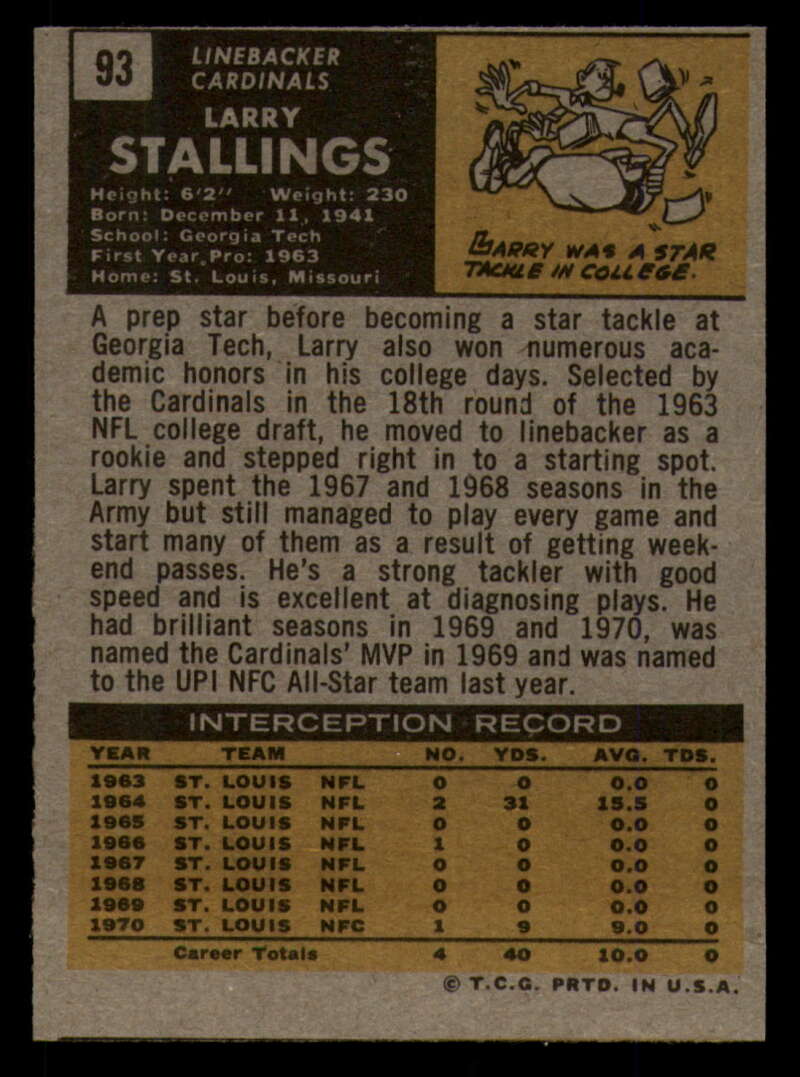 93
LINEBACKER
CARDINALS
LARRY
STALLINGS
Height: 6'2" Weight: 230
Born: December 11, 1941
School: Georgia Tech
First Year Pro: 1963
Home: St. Louis, Missouri
LARRY WAS A STAR
TACKLE IN COLLEGE.
A prep star before becoming a star tackle at
Georgia Tech, Larry also won numerous aca-
demic honors in his college days. Selected by
the Cardinals in the 18th round of the 1963
NFL college draft, he moved to linebacker as a
rookie and stepped right in to a starting spot.
Larry spent the 1967 and 1968 seasons in the
Army but still managed to play every game and
start many of them as a result of getting week-
end passes. He's a strong tackler with good
speed and is excellent at diagnosing plays. He
had brilliant seasons in 1969 and 1970, was
named the Cardinals' MVP in 1969 and was named
to the UPI NFC All-Star team last year.
INTERCEPTION RECORD
YEAR TEAM NO. YDS. AVG. TDS.
1963 ST. LOUIS NFL 0 0 0.0 0
1964 ST. LOUIS NFL 2 31 15.5 0
1965 ST. LOUIS NFL 0 0 0.0 0
1966 ST. LOUIS NFL 1 0 0.0 0
1967 ST. LOUIS NFL 0 0 0.0 0
1968 ST. LOUIS NFL 0 0 0.0 0
1969 ST. LOUIS NFL 0 0 0.0 0
1970 ST. LOUIS NFC 1 9 9.0 0
Career Totals 4 40 10.0 0
© T.C.G. PRTD. IN U.S.A.